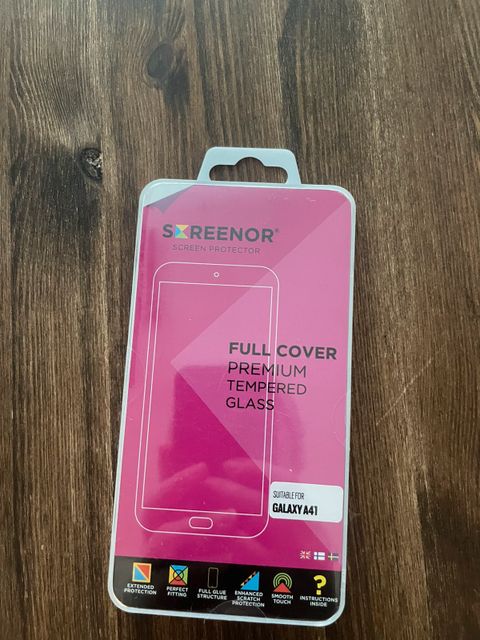 SCREENOR®
SCREEN PROTECTOR
FULL COVER
PREMIUM
TEMPERED
GLASS
SUITABLE FOR
GALAXY A41
EXTENDED
PROTECTION
PERFECT
FITTING
FULL GLUE
STRUCTURE
ENHANCED
SCRATCH
PROTECTION
SMOOTH
TOUCH
?
INSTRUCTIONS
INSIDE